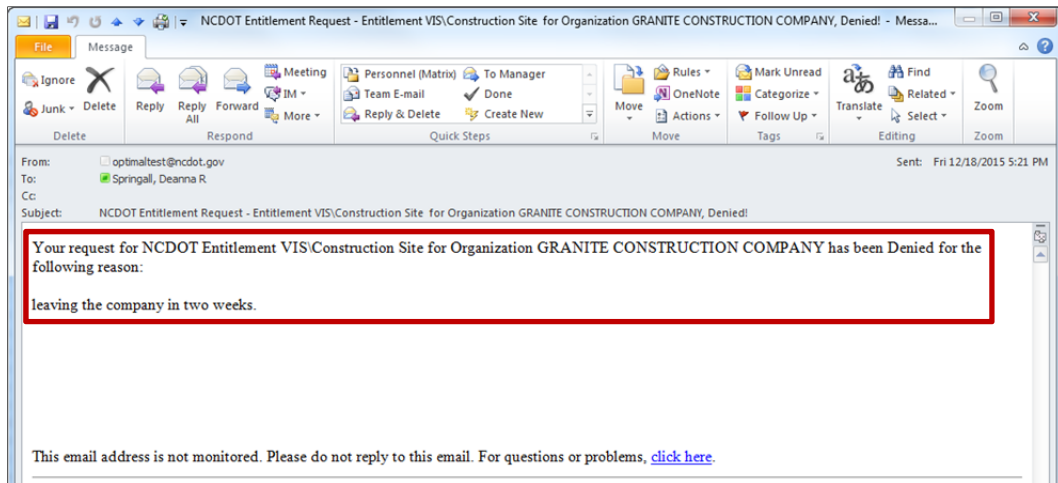 NCDOT Entitlement Request - Entitlement VIS\Construction Site for Organization GRANITE CONSTRUCTION COMPANY, Denied! - Messa...
File Message
Ignore
Junk
Delete
Delete
Reply
Reply All
Forward
Meeting
IM
More
Respond
Personnel (Matrix)
Team E-mail
Reply & Delete
To Manager
Done
Create New
Quick Steps
Move
Rules
OneNote
Actions
Move
Mark Unread
Categorize
Follow Up
Tags
Translate
Find
Related
Select
Editing
Zoom
Zoom
From: optimaltest@ncdot.gov
Sent: Fri 12/18/2015 5:21 PM
To: Springall, Deanna R
Cc:
Subject: NCDOT Entitlement Request - Entitlement VIS\Construction Site for Organization GRANITE CONSTRUCTION COMPANY, Denied!
Your request for NCDOT Entitlement VIS\Construction Site for Organization GRANITE CONSTRUCTION COMPANY has been Denied for the
following reason:
leaving the company in two weeks.
This email address is not monitored. Please do not reply to this email. For questions or problems, click here.